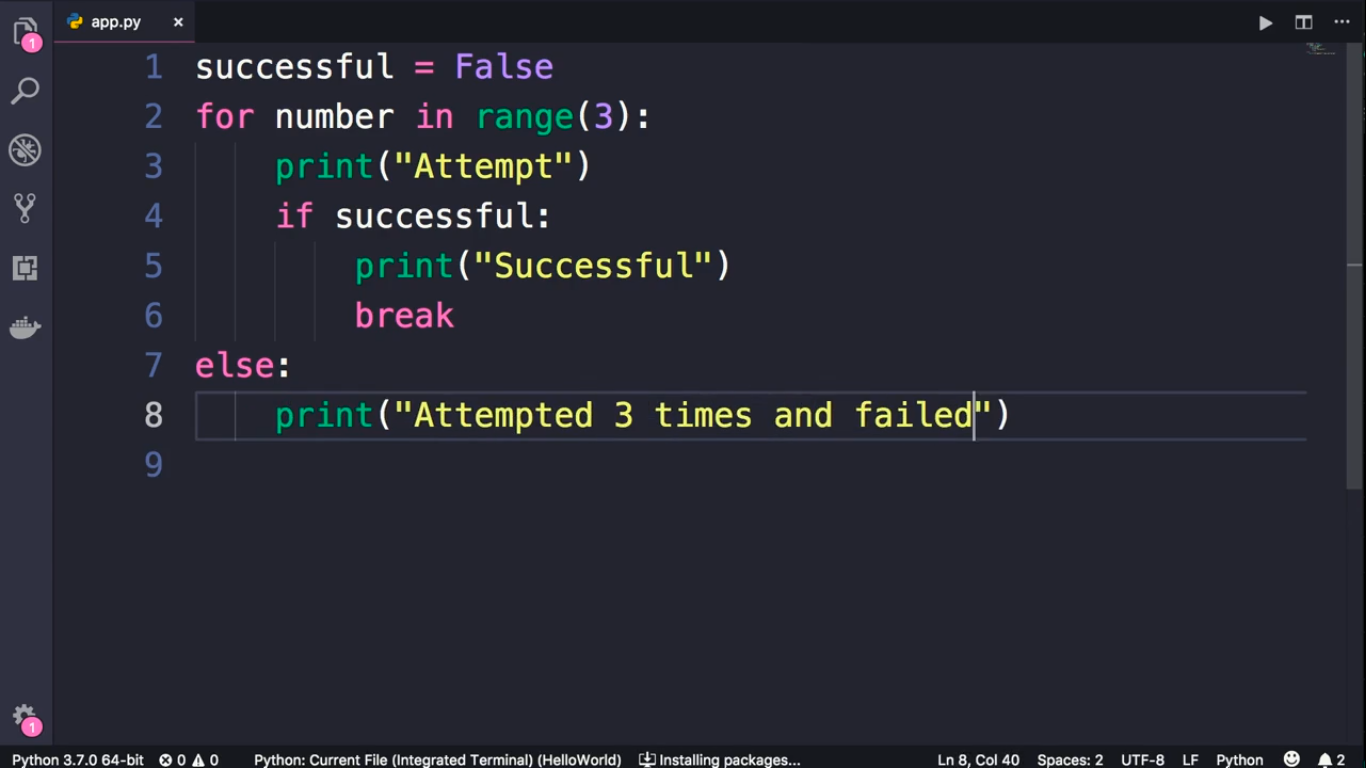 app.py
1 successful = False
2 for number in range(3):
3     print("Attempt")
4     if successful:
5         print("Successful")
6         break
7 else:
8     print("Attempted 3 times and failed")
9
1
1
Python 3.7.0 64-bit 0 0 Python: Current File (Integrated Terminal) (HelloWorld) Installing packages... Ln 8, Col 40 Spaces: 2 UTF-8 LF Python 2